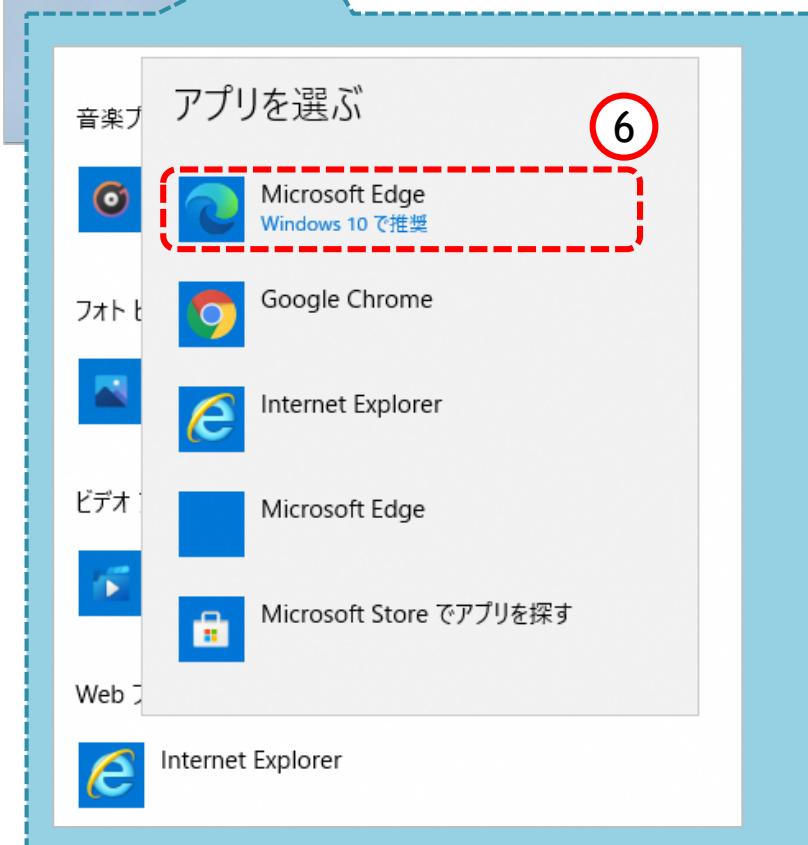 アプリを選ぶ
6
音楽プ
Microsoft Edge
Windows 10 で推奨
フォト ビ
Google Chrome
Internet Explorer
ビデオ
Microsoft Edge
Microsoft Store でアプリを探す
Web ブ
Internet Explorer